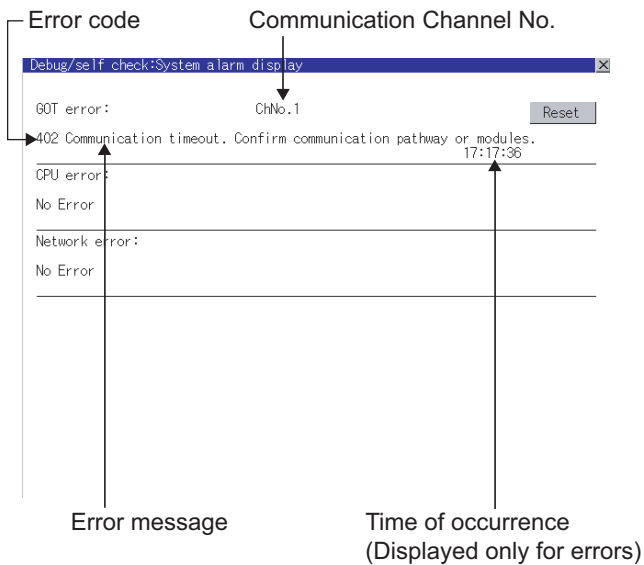 Error code
Communication Channel No.
Debug/self check:System alarm display
GOT error:
ChNo.1
Reset
402 Communication timeout. Confirm communication pathway or modules.
17:17:36
CPU error:
No Error
Network error:
No Error
Error message
Time of occurrence
(Displayed only for errors)